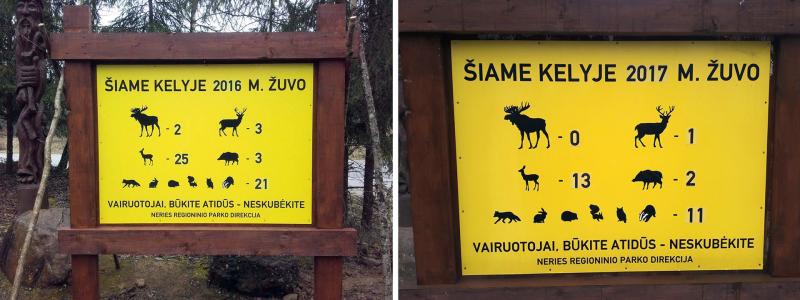 ŠIAME KELYJE 2016 M. ŽUVO
- 2 - 3
- 25 - 3
- 21
VAIRUOTOJAI, BŪKITE ATIDŪS - NESKUBĖKITE
NERIES REGIONINIO PARKO DIREKCIJA
ŠIAME KELYJE 2017 M. ŽUVO
- 0 - 1
- 13 - 2
- 11
VAIRUOTOJAI, BŪKITE ATIDŪS - NESKUBĖKITE
NERIES REGIONINIO PARKO DIREKCIJA